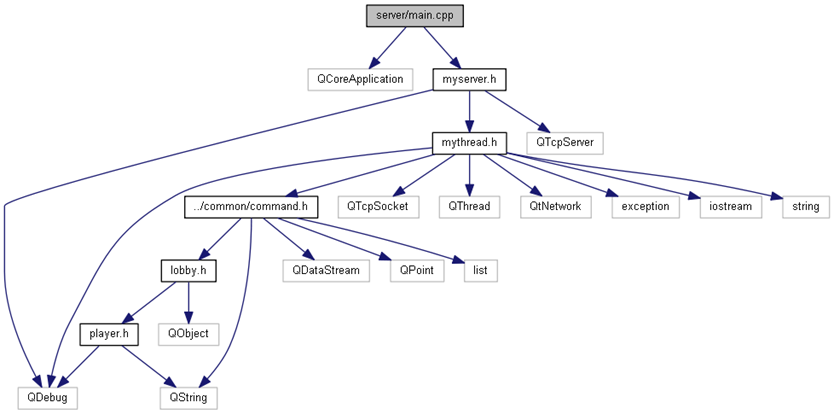 server/main.cpp
QCoreApplication
myserver.h
mythread.h
QTcpServer
../common/command.h
QTcpSocket
QThread
QtNetwork
exception
iostream
string
lobby.h
QDataStream
QPoint
list
player.h
QObject
QDebug
QString